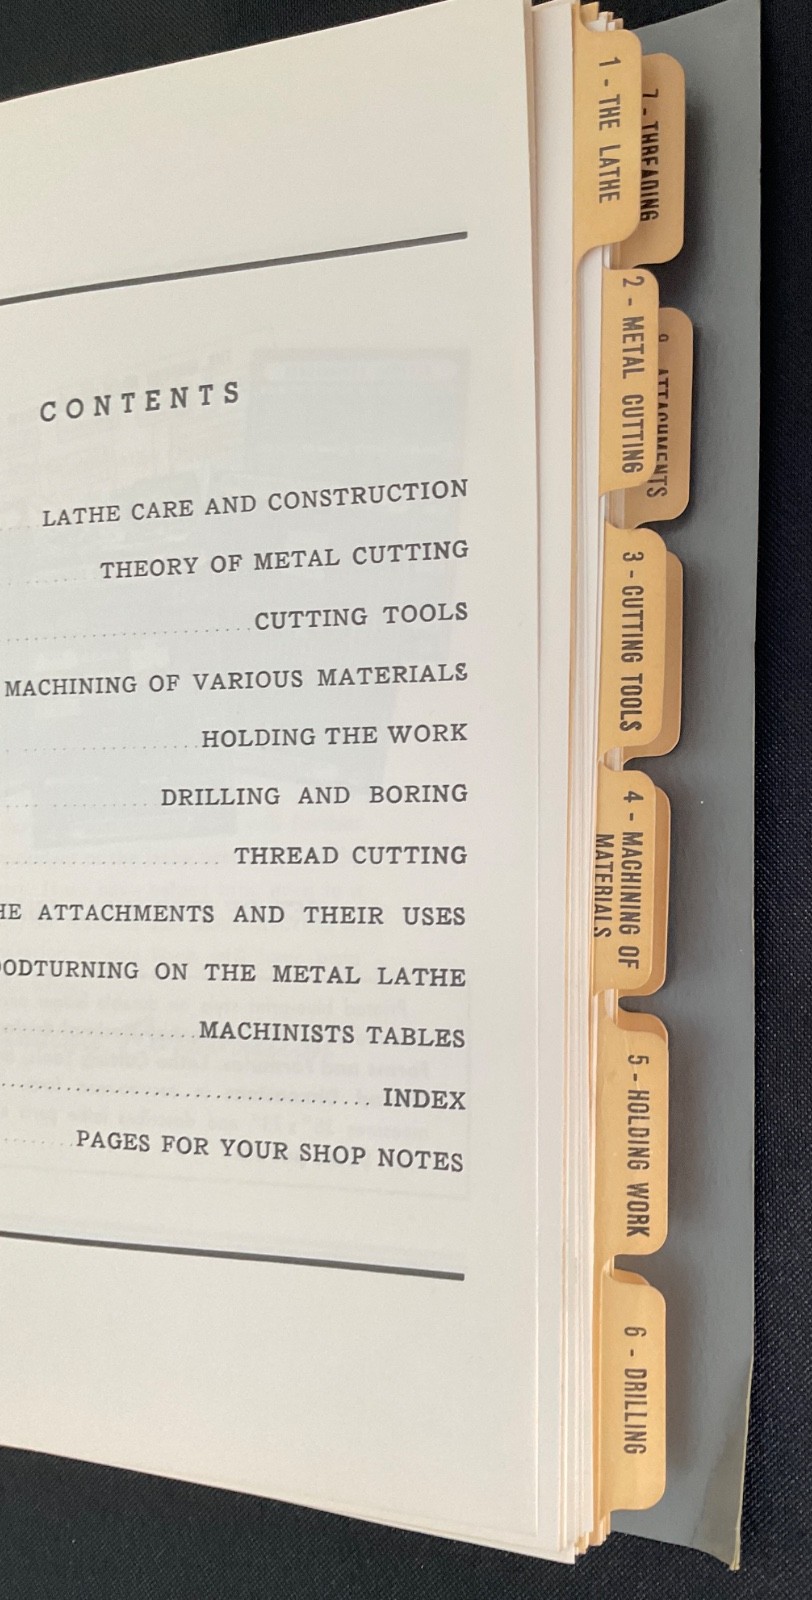 CONTENTS
LATHE CARE AND CONSTRUCTION
THEORY OF METAL CUTTING
CUTTING TOOLS
MACHINING OF VARIOUS MATERIALS
HOLDING THE WORK
DRILLING AND BORING
THREAD CUTTING
HE ATTACHMENTS AND THEIR USES
ODTURNING ON THE METAL LATHE
MACHINISTS TABLES
INDEX
PAGES FOR YOUR SHOP NOTES
1 - THE LATHE
2 - METAL CUTTING
3 - CUTTING TOOLS
4 - MACHINING OF
MATERIALS
5 - HOLDING WORK
6 - DRILLING
7 - THREADING
ATTACHMENTS